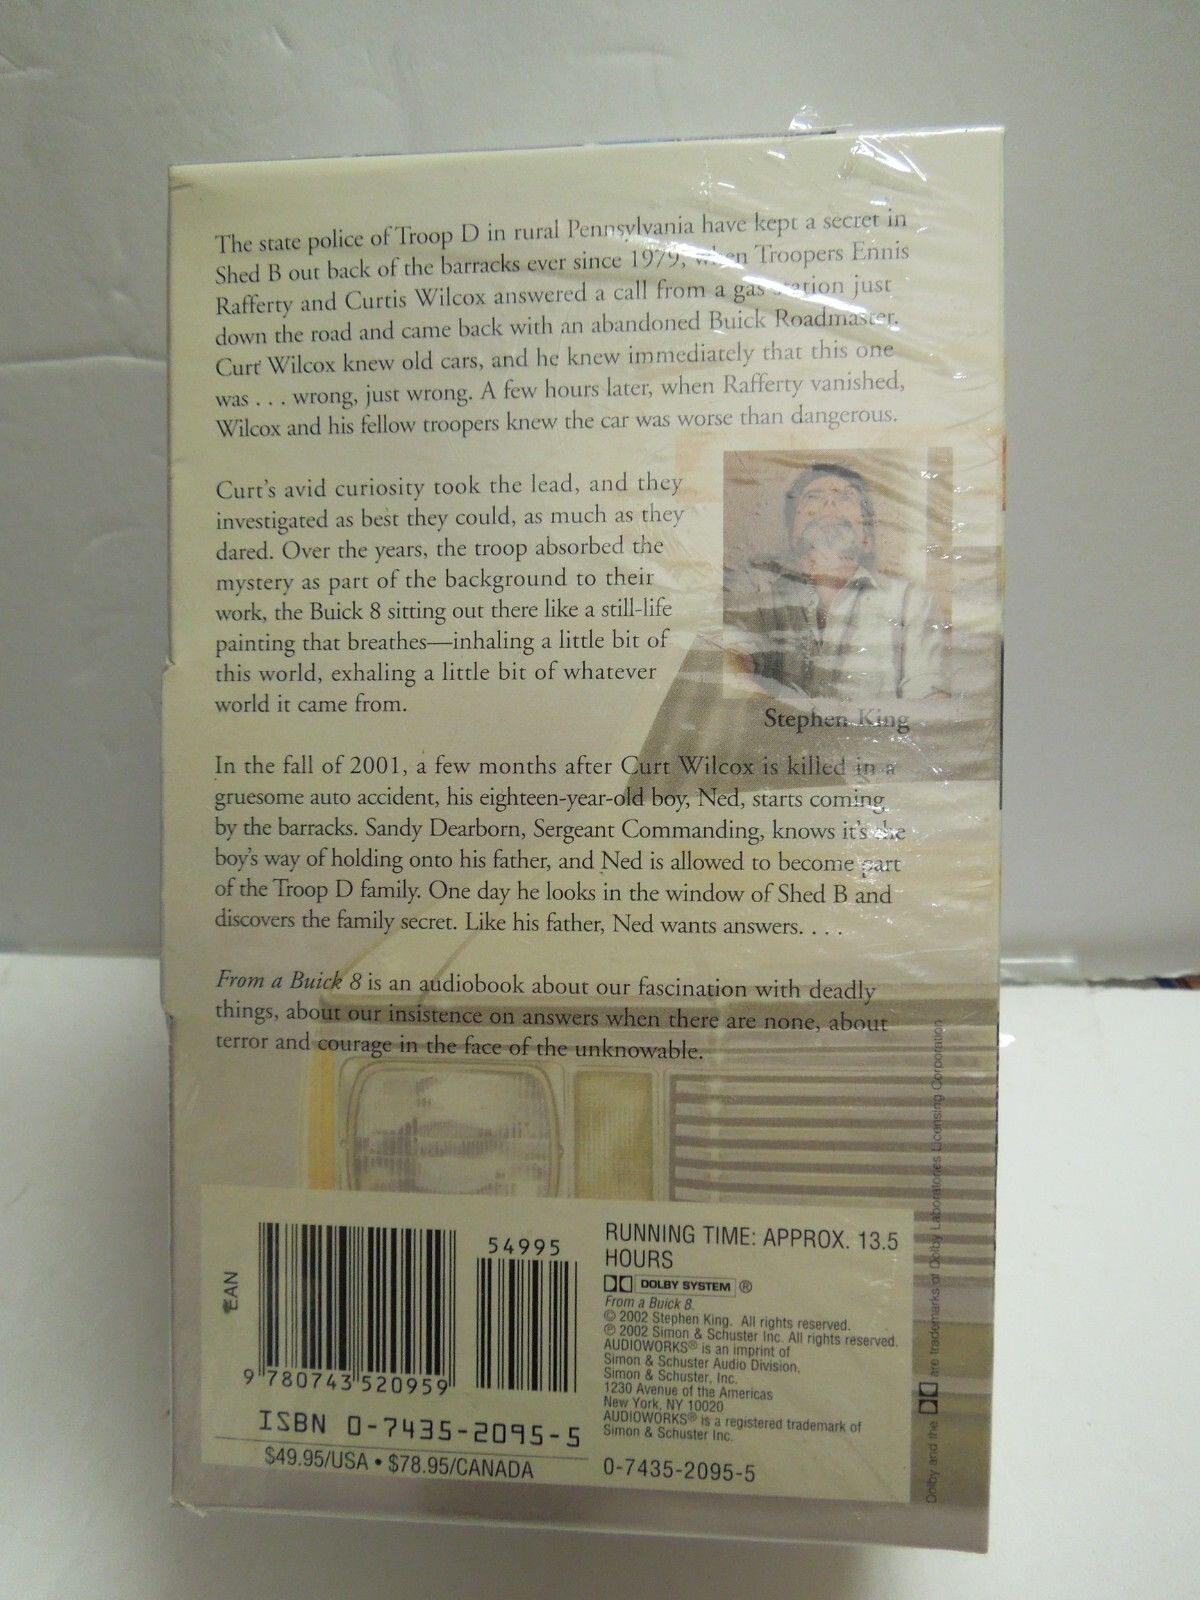 The state police of Troop D in rural Pennsylvania have kept a secret in
Shed B out back of the barracks ever since 1979, when Troopers Ennis
Rafferty and Curtis Wilcox answered a call from a gas station just
down the road and came back with an abandoned Buick Roadmaster.
Curt Wilcox knew old cars, and he knew immediately that this one
was . . . wrong, just wrong. A few hours later, when Rafferty vanished,
Wilcox and his fellow troopers knew the car was worse than dangerous.
Curt's avid curiosity took the lead, and they
investigated as best they could, as much as they
dared. Over the years, the troop absorbed the
mystery as part of the background to their
work, the Buick 8 sitting out there like a still-life
painting that breathes—inhaling a little bit of
this world, exhaling a little bit of whatever
world it came from.
Stephen King
In the fall of 2001, a few months after Curt Wilcox is killed in a
gruesome auto accident, his eighteen-year-old boy, Ned, starts coming
by the barracks. Sandy Dearborn, Sergeant Commanding, knows it's the
boy's way of holding onto his father, and Ned is allowed to become part
of the Troop D family. One day he looks in the window of Shed B and
discovers the family secret. Like his father, Ned wants answers. . . .
From a Buick 8 is an audiobook about our fascination with deadly
things, about our insistence on answers when there are none, about
terror and courage in the face of the unknowable.
EAN
54995
9 780743 520959
ISBN 0-7435-2095-5
$49.95/USA • $78.95/CANADA
RUNNING TIME: APPROX. 13.5
HOURS
DOLBY SYSTEM ®
From a Buick 8.
© 2002 Stephen King. All rights reserved.
℗ 2002 Simon & Schuster Inc. All rights reserved.
AUDIOWORKS® is an imprint of
Simon & Schuster Audio Division,
Simon & Schuster, Inc.
1230 Avenue of the Americas
New York, NY 10020
AUDIOWORKS® is a registered trademark of
Simon & Schuster Inc.
0-7435-2095-5
Dolby and the are trademarks of Dolby Laboratories Licensing Corporation